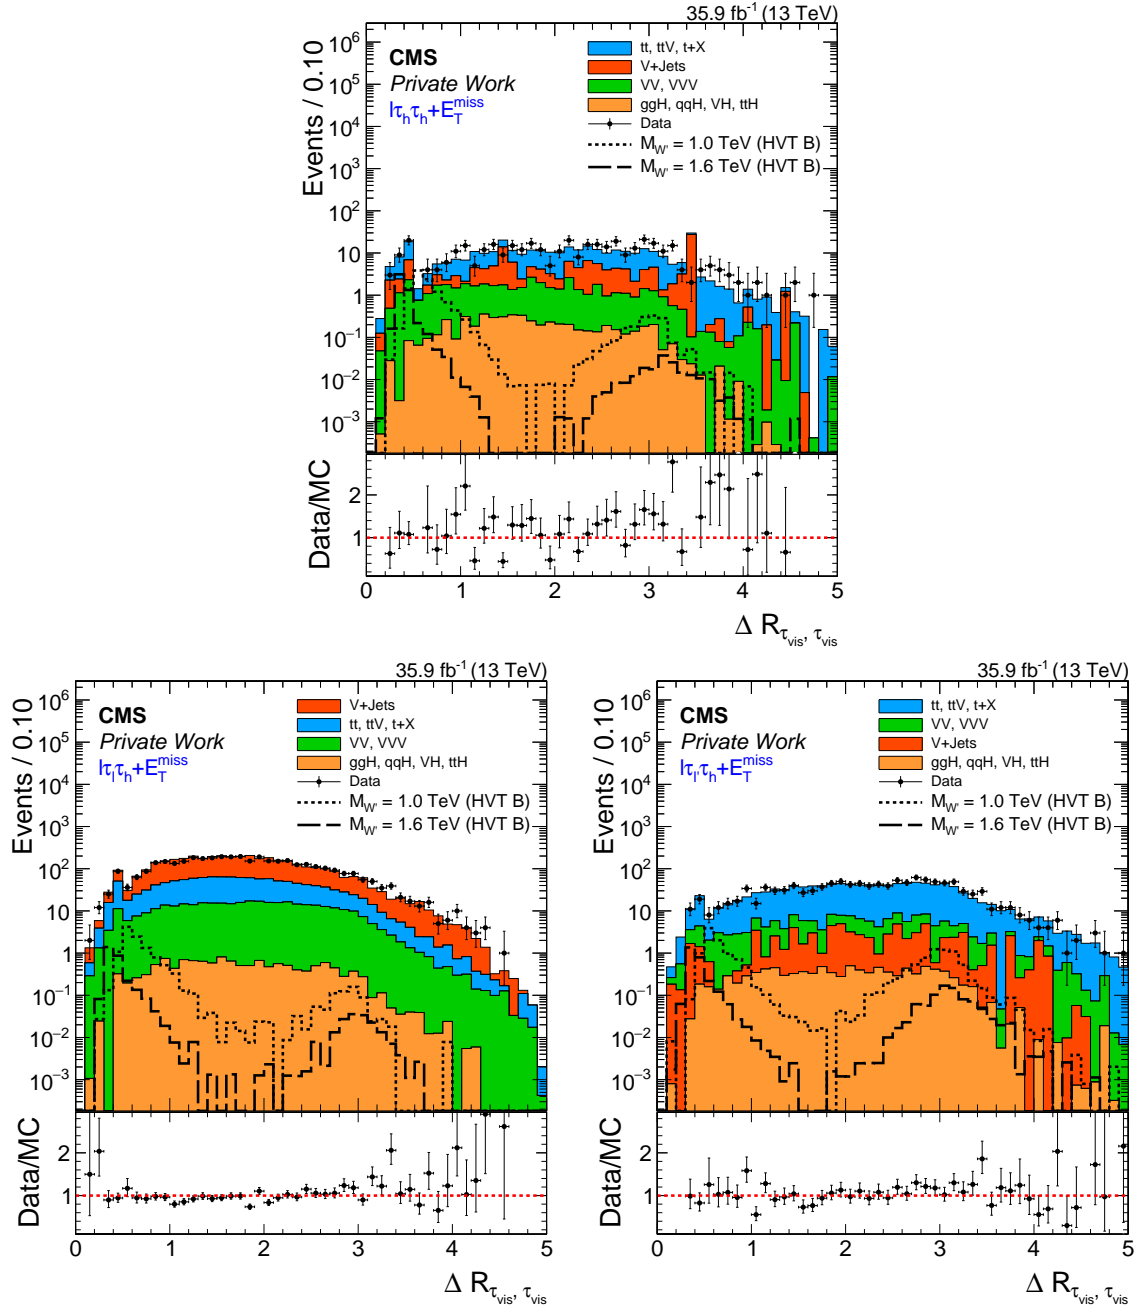 35.9 fb⁻¹ (13 TeV)
Events / 0.10
10⁶
10⁵
10⁴
10³
10²
10
1
10⁻¹
10⁻²
10⁻³
CMS
Private Work
lτₕτₕ+E_T^miss
tt, ttV, t+X
V+Jets
VV, VVV
ggH, qqH, VH, ttH
Data
M_W' = 1.0 TeV (HVT B)
M_W' = 1.6 TeV (HVT B)
Data/MC
2
1
0 1 2 3 4 5
Δ R_τvis, τvis
35.9 fb⁻¹ (13 TeV)
Events / 0.10
10⁶
10⁵
10⁴
10³
10²
10
1
10⁻¹
10⁻²
10⁻³
CMS
Private Work
lτₗτₕ+E_T^miss
V+Jets
tt, ttV, t+X
VV, VVV
ggH, qqH, VH, ttH
Data
M_W' = 1.0 TeV (HVT B)
M_W' = 1.6 TeV (HVT B)
Data/MC
2
1
0 1 2 3 4 5
Δ R_τvis, τvis
35.9 fb⁻¹ (13 TeV)
Events / 0.10
10⁶
10⁵
10⁴
10³
10²
10
1
10⁻¹
10⁻²
10⁻³
CMS
Private Work
lτₗ'τₕ+E_T^miss
tt, ttV, t+X
VV, VVV
V+Jets
ggH, qqH, VH, ttH
Data
M_W' = 1.0 TeV (HVT B)
M_W' = 1.6 TeV (HVT B)
Data/MC
2
1
0 1 2 3 4 5
Δ R_τvis, τvis